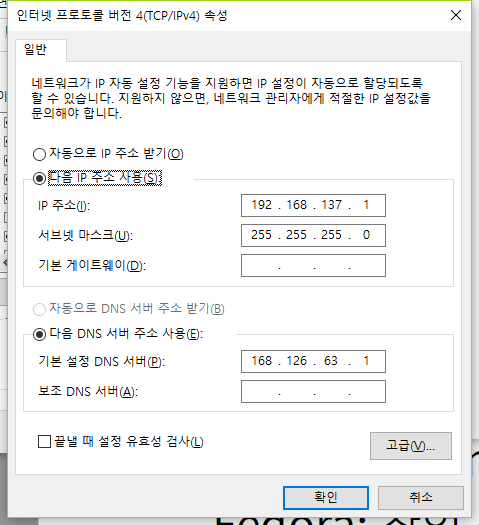 인터넷 프로토콜 버전 4(TCP/IPv4) 속성
일반
네트워크가 IP 자동 설정 기능을 지원하면 IP 설정이 자동으로 할당되도록
할 수 있습니다. 지원하지 않으면, 네트워크 관리자에게 적절한 IP 설정값을
문의해야 합니다.
자동으로 IP 주소 받기(O)
다음 IP 주소 사용(S)
IP 주소(I): 192 . 168 . 137 . 1
서브넷 마스크(U): 255 . 255 . 255 . 0
기본 게이트웨이(D): . . .
자동으로 DNS 서버 주소 받기(B)
다음 DNS 서버 주소 사용(E):
기본 설정 DNS 서버(P): 168 . 126 . 63 . 1
보조 DNS 서버(A): . . .
끝낼 때 설정 유효성 검사(L)
고급(V)...
확인 취소